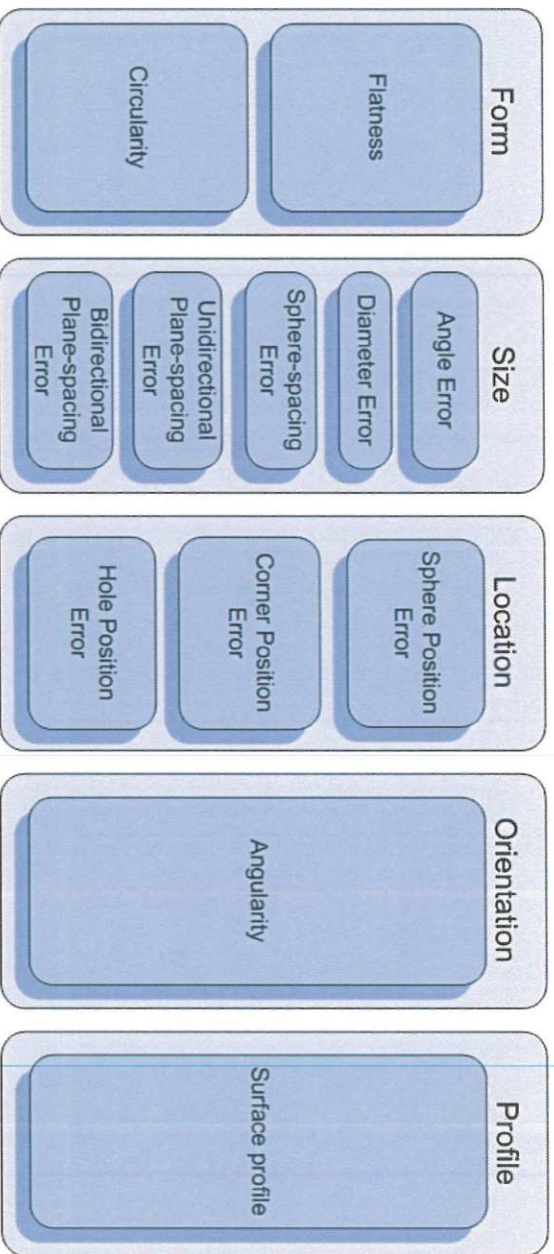 Form
Flatness
Circularity
Size
Angle Error
Diameter Error
Sphere-spacing
Error
Unidirectional
Plane-spacing
Error
Bidirectional
Plane-spacing
Error
Location
Sphere Position
Error
Corner Position
Error
Hole Position
Error
Orientation
Angularity
Profile
Surface profile